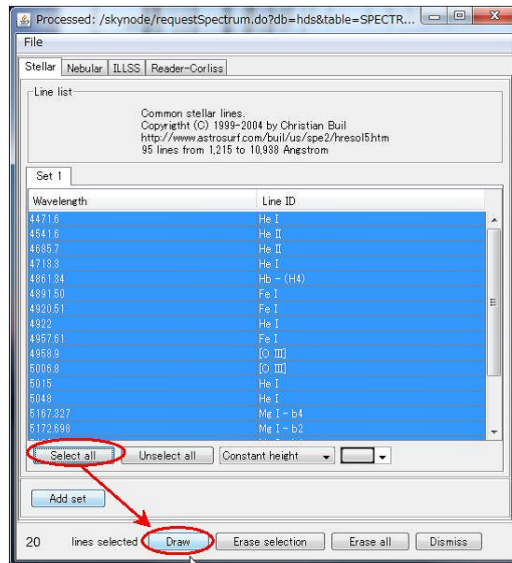 Processed: /skynode/requestSpectrum.do?db=hds&table=SPECTR...
File
Stellar Nebular ILLSS Reader-Corliss
Line list
Common stellar lines.
Copyrigtht (C) 1999-2004 by Christian Buil
http://www.astrosurf.com/buil/us/spe2/hresol5.htm
95 lines from 1,215 to 10,938 Angstrom
Set 1
Wavelength Line ID
4471.6 He I
4541.6 He II
4685.7 He II
4713.3 He I
4861.34 Hb - (H4)
4891.50 Fe I
4920.51 Fe I
4922 He I
4957.61 Fe I
4958.9 [O III]
5006.8 [O III]
5015 He I
5048 He I
5167.327 Mg I - b4
5172.698 Mg I - b2
Select all Unselect all Constant height
Add set
20 lines selected Draw Erase selection Erase all Dismiss